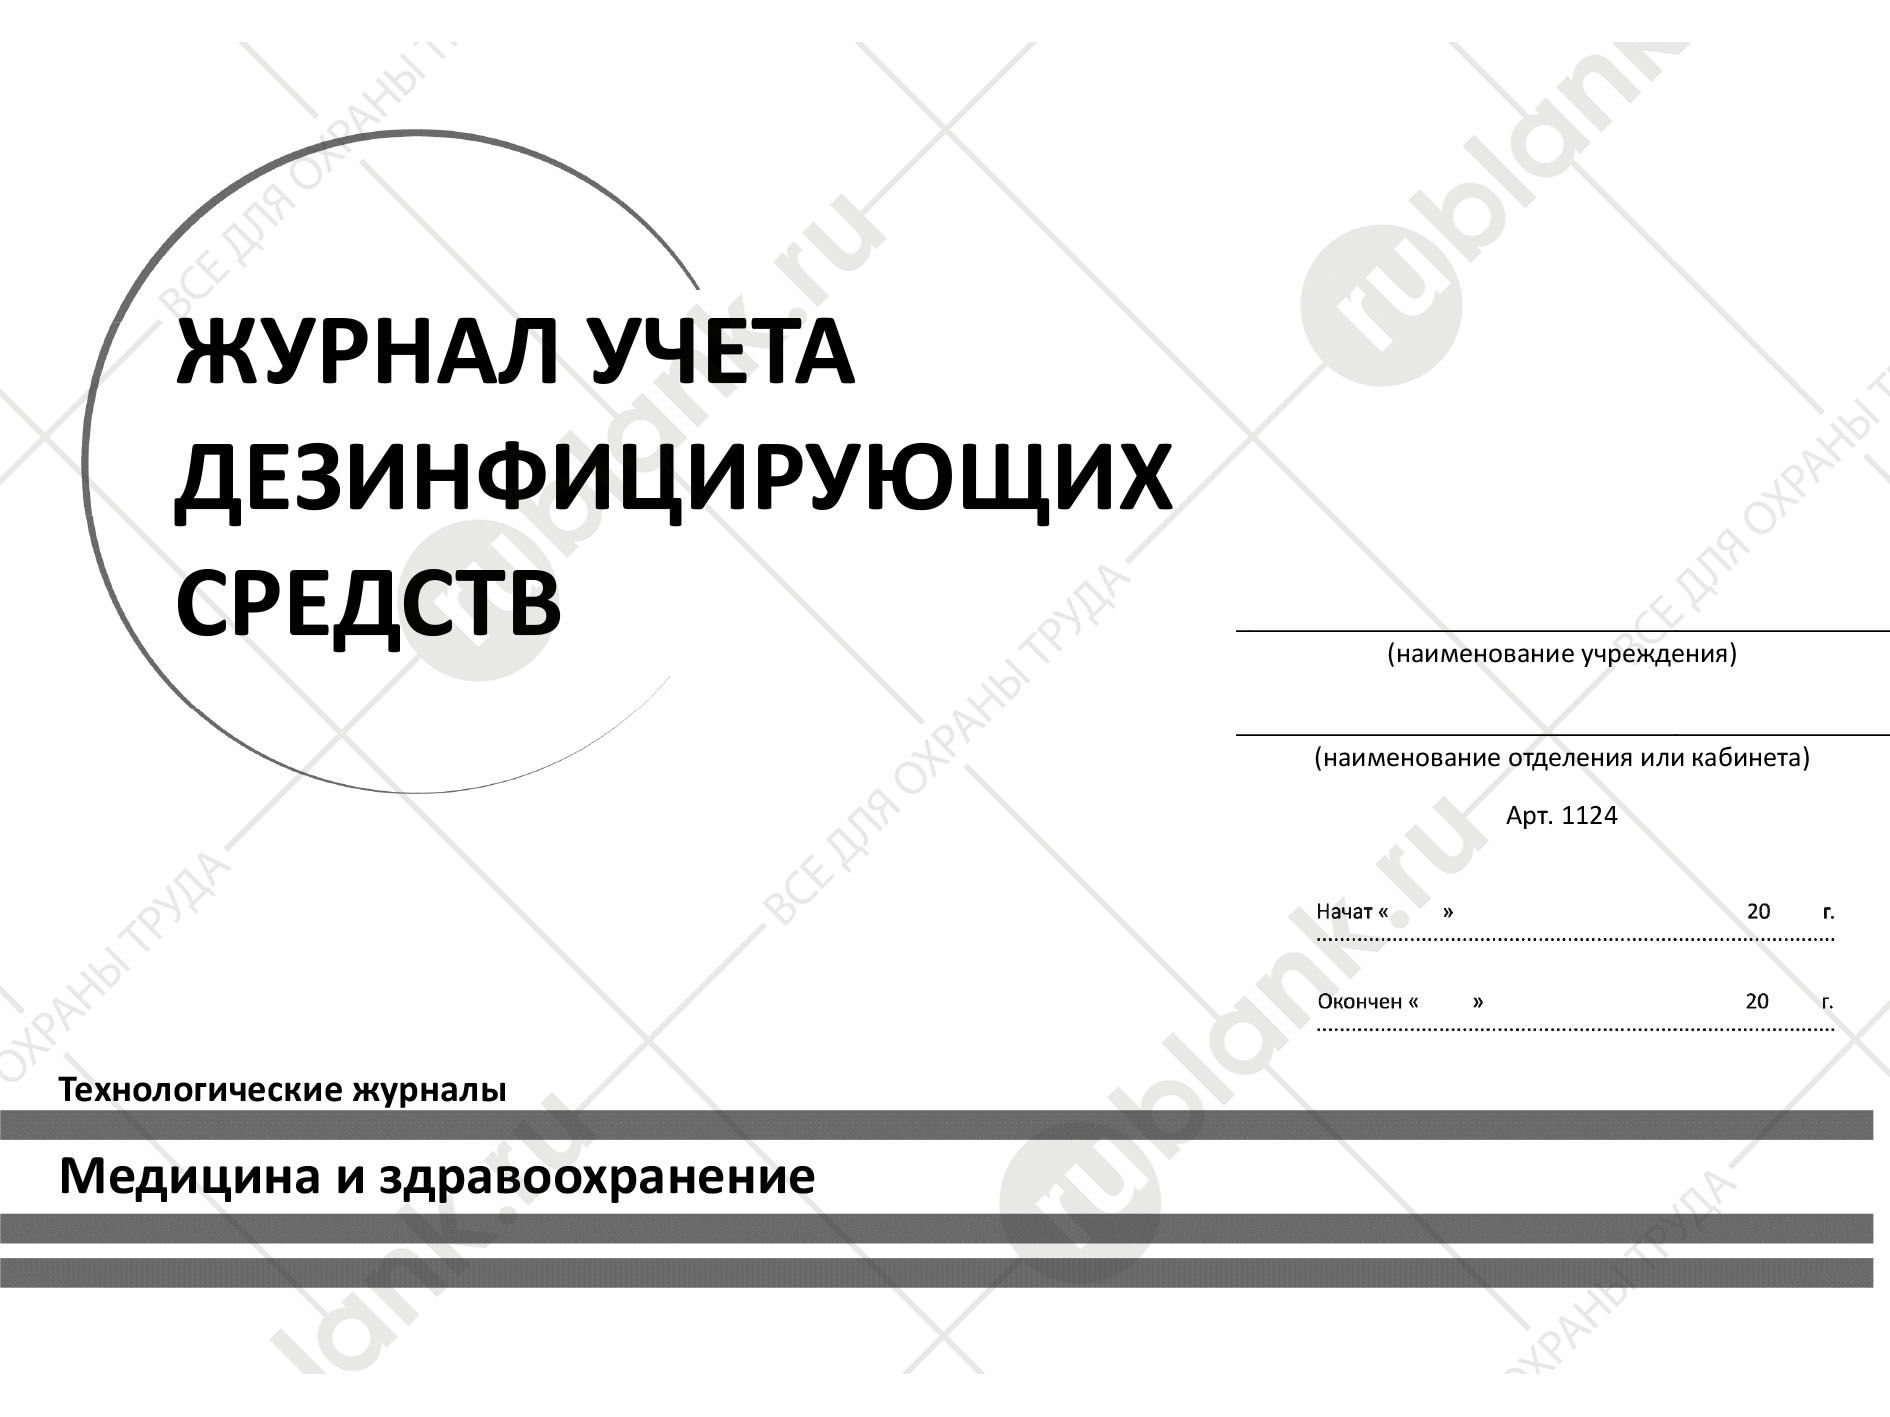 ЖУРНАЛ УЧЕТА
ДЕЗИНФИЦИРУЮЩИХ
СРЕДСТВ
(наименование учреждения)
(наименование отделения или кабинета)
Арт. 1124
Начат « » 20 г.
Окончен « » 20 г.
Технологические журналы
Медицина и здравоохранение
ВСЕ ДЛЯ ОХРАНЫ ТРУДА
rublank.ru